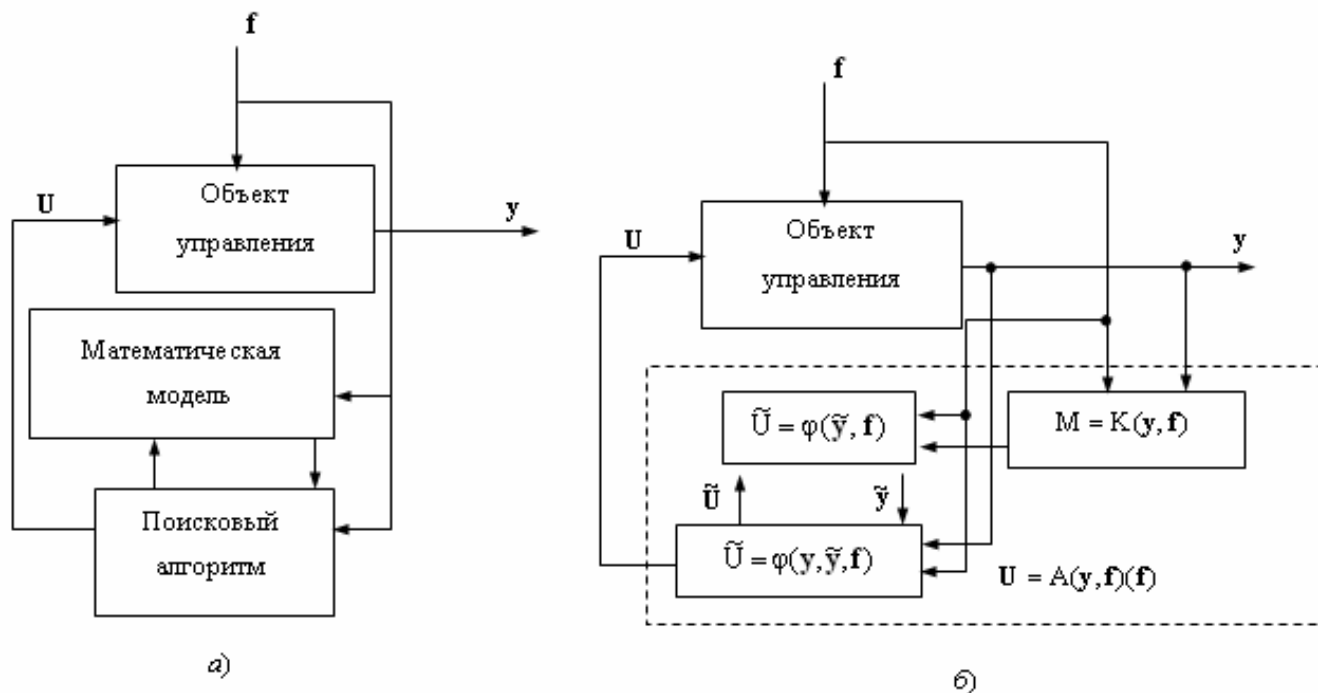 f
Объект
управления
U
y
Математическая
модель
Поисковый
алгоритм
а)
f
Объект
управления
U
y
Ũ = φ(ỹ, f)
M = K(y, f)
Ũ
ỹ
Ũ = φ(y,ỹ,f)
U = A(y,f)(f)
б)